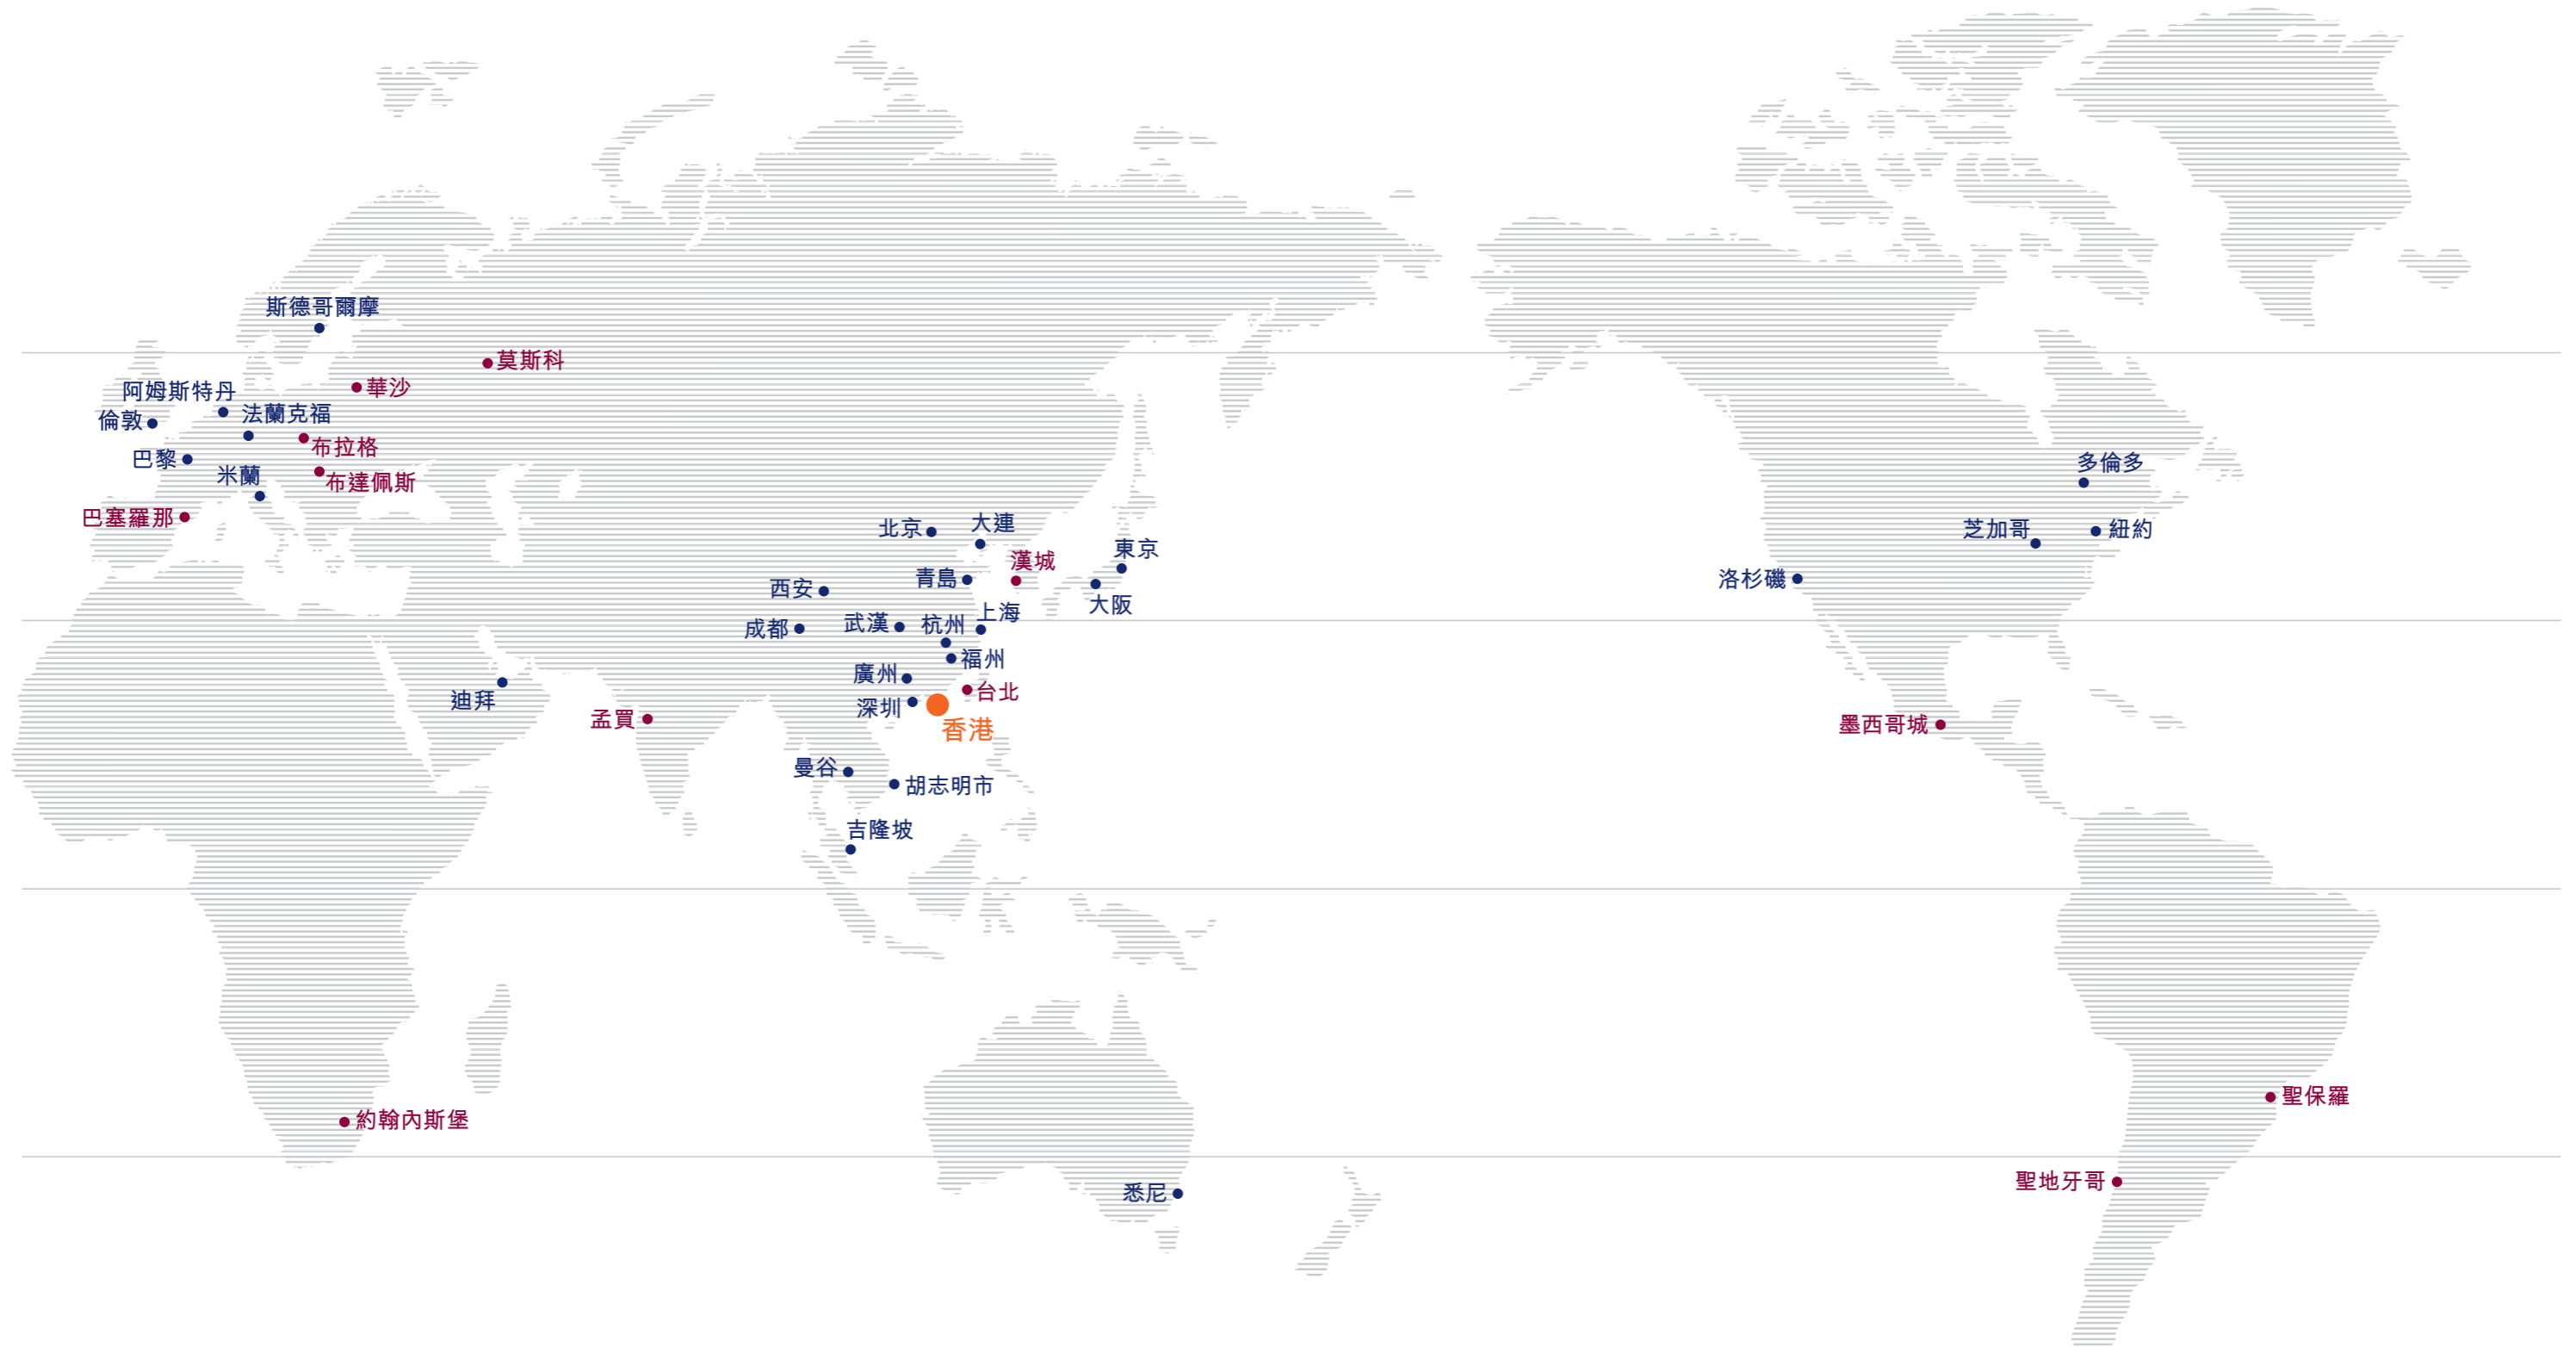 斯德哥爾摩
莫斯科
華沙
阿姆斯特丹
法蘭克福
倫敦
布拉格
巴黎
米蘭
布達佩斯
巴塞羅那
多倫多
芝加哥
紐約
洛杉磯
北京
大連
東京
漢城
青島
西安
大阪
上海
武漢
杭州
成都
福州
廣州
台北
迪拜
深圳
孟買
香港
墨西哥城
曼谷
胡志明市
吉隆坡
聖保羅
約翰內斯堡
聖地牙哥
悉尼